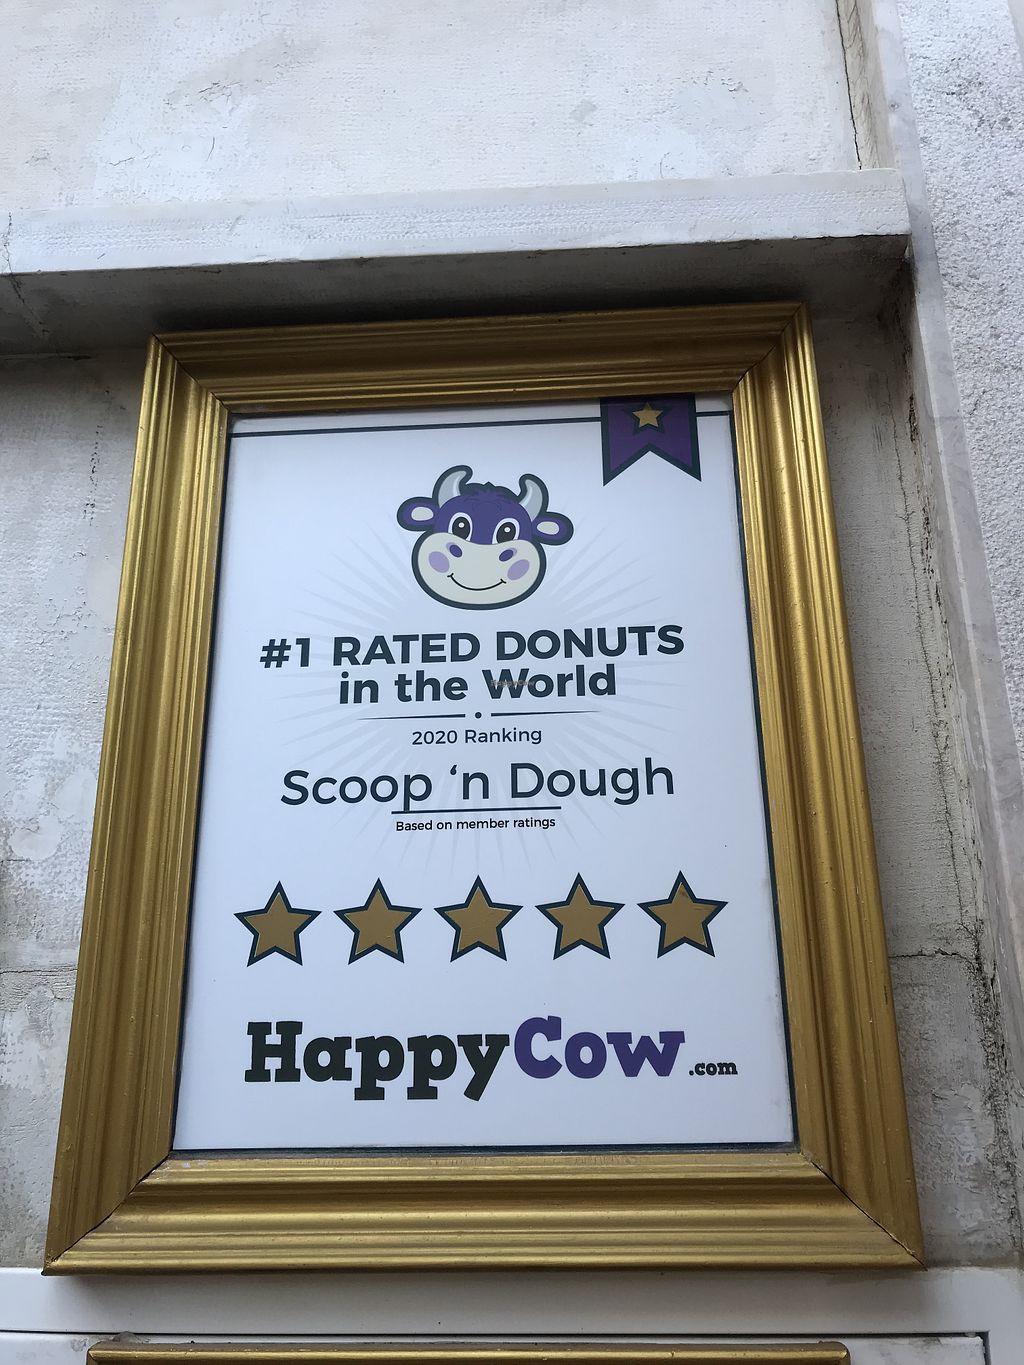 #1 RATED DONUTS
in the World
2020 Ranking
Scoop ‘n Dough
Based on member ratings
HappyCow.com